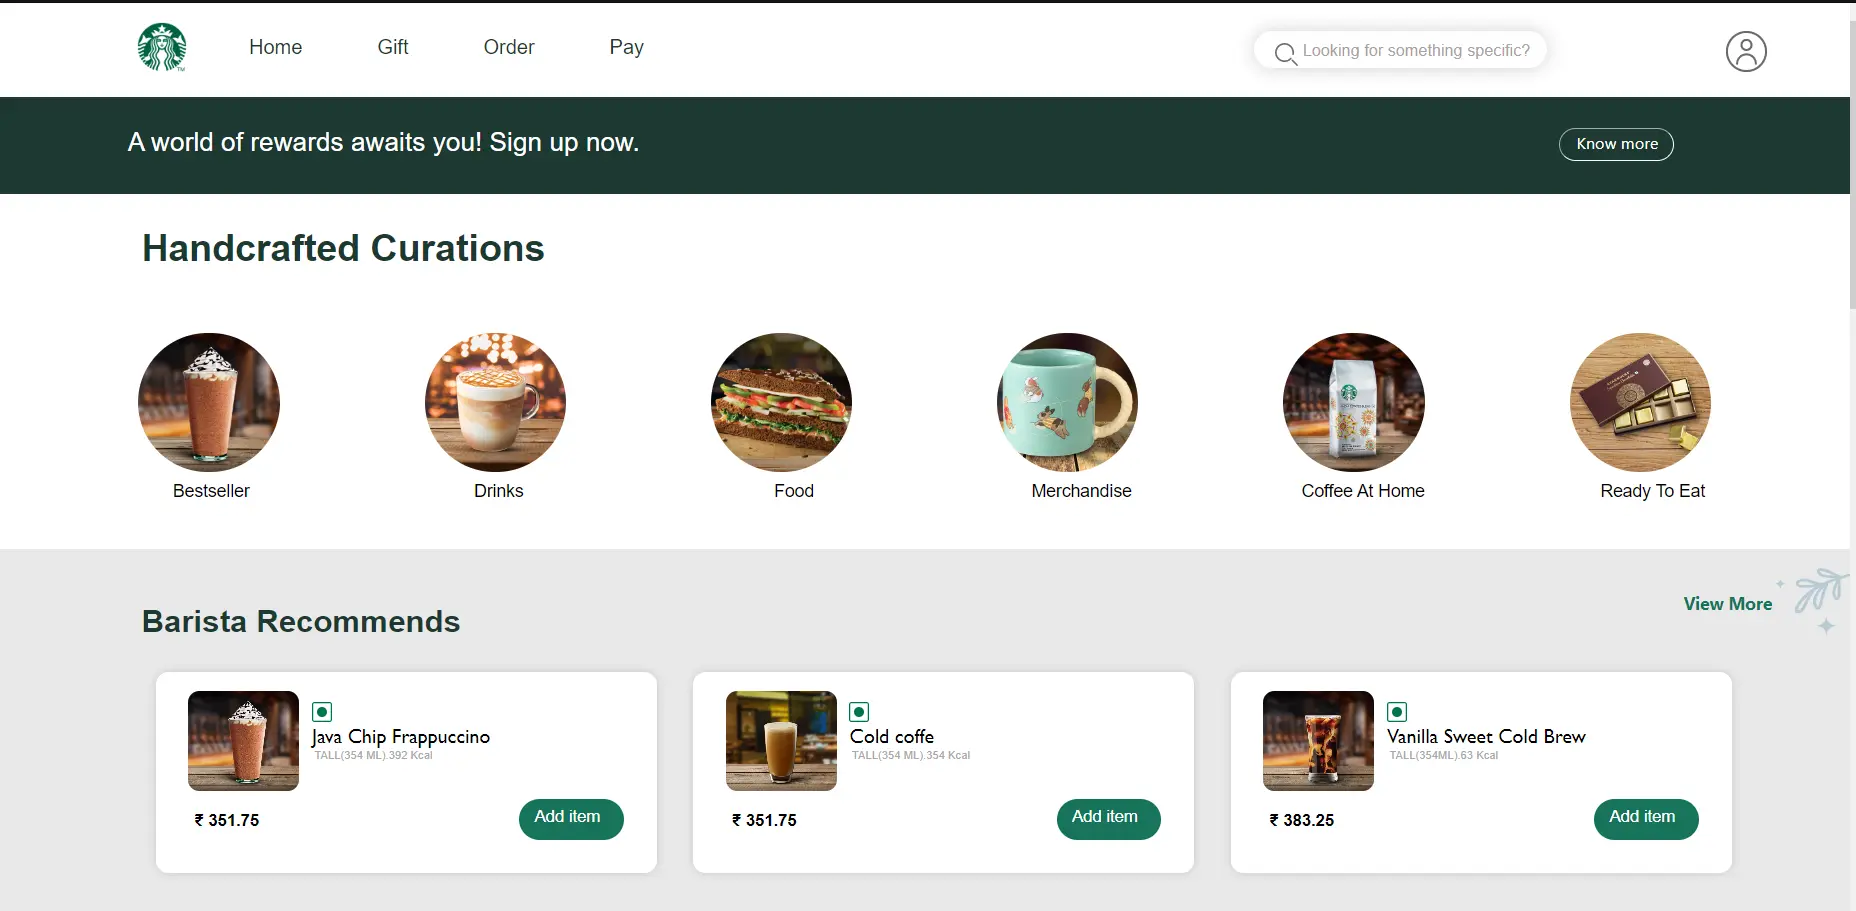 Home Gift Order Pay Looking for something specific?
TM
A world of rewards awaits you! Sign up now. Know more
Handcrafted Curations
Bestseller Drinks Food Merchandise Coffee At Home Ready To Eat
Barista Recommends View More
Java Chip Frappuccino
TALL(354 ML).392 Kcal
₹ 351.75 Add item
Cold coffe
TALL(354 ML).354 Kcal
₹ 351.75 Add item
Vanilla Sweet Cold Brew
TALL(354ML).63 Kcal
₹ 383.25 Add item